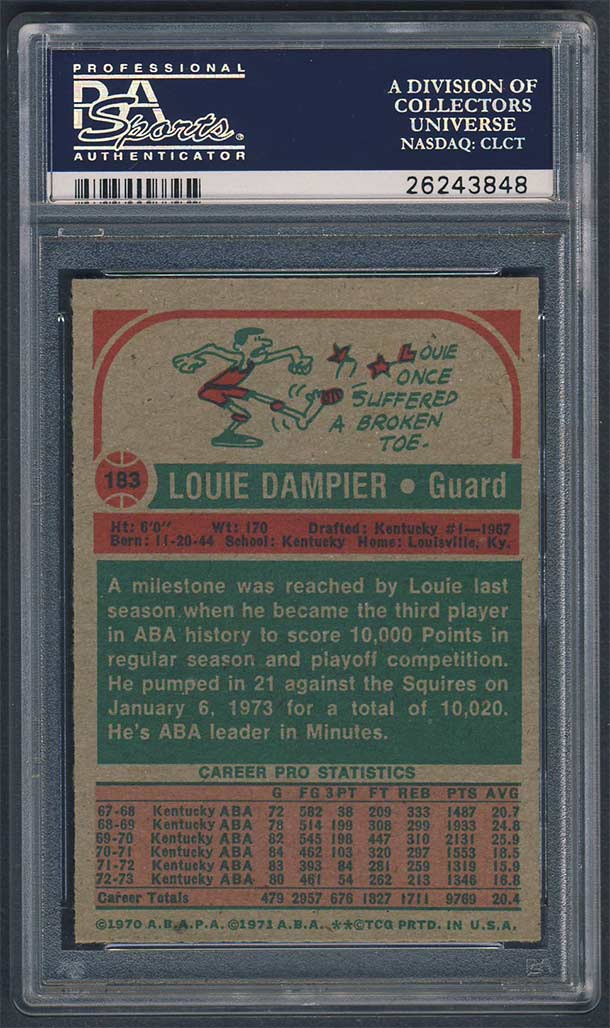 PROFESSIONAL
PSA
Sports
AUTHENTICATOR
A DIVISION OF
COLLECTORS
UNIVERSE
NASDAQ: CLCT
26243848
LOUIE
ONCE
SUFFERED
A BROKEN
TOE.
183
LOUIE DAMPIER • Guard
Ht: 6'0" Wt: 170 Drafted: Kentucky #1—1967
Born: 11-20-44 School: Kentucky Home: Louisville, Ky.
A milestone was reached by Louie last
season when he became the third player
in ABA history to score 10,000 Points in
regular season and playoff competition.
He pumped in 21 against the Squires on
January 6, 1973 for a total of 10,020.
He's ABA leader in Minutes.
CAREER PRO STATISTICS
G FG 3PT FT REB PTS AVG
67-68 Kentucky ABA 72 582 38 209 333 1487 20.7
68-69 Kentucky ABA 78 514 199 308 299 1933 24.8
69-70 Kentucky ABA 82 545 198 447 310 2131 25.9
70-71 Kentucky ABA 84 462 103 320 297 1553 18.5
71-72 Kentucky ABA 83 393 84 281 259 1319 15.9
72-73 Kentucky ABA 80 461 54 262 213 1346 16.8
Career Totals 479 2957 676 1827 1711 9769 20.4
©1970 A.B.A.P.A. ©1971 A.B.A. **©TCG PRTD. IN U.S.A.